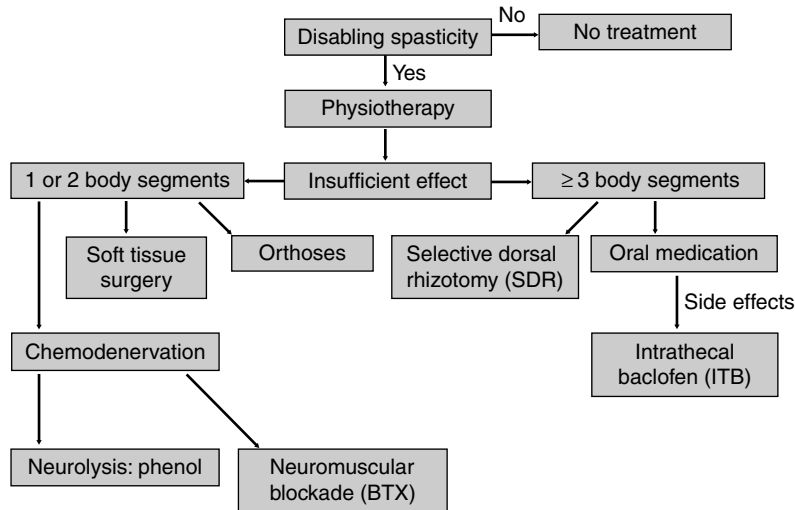 Disabling spasticity
No
No treatment
Yes
Physiotherapy
1 or 2 body segments
Insufficient effect
≥ 3 body segments
Soft tissue
surgery
Orthoses
Selective dorsal
rhizotomy (SDR)
Oral medication
Side effects
Chemodenervation
Intrathecal
baclofen (ITB)
Neurolysis: phenol
Neuromuscular
blockade (BTX)